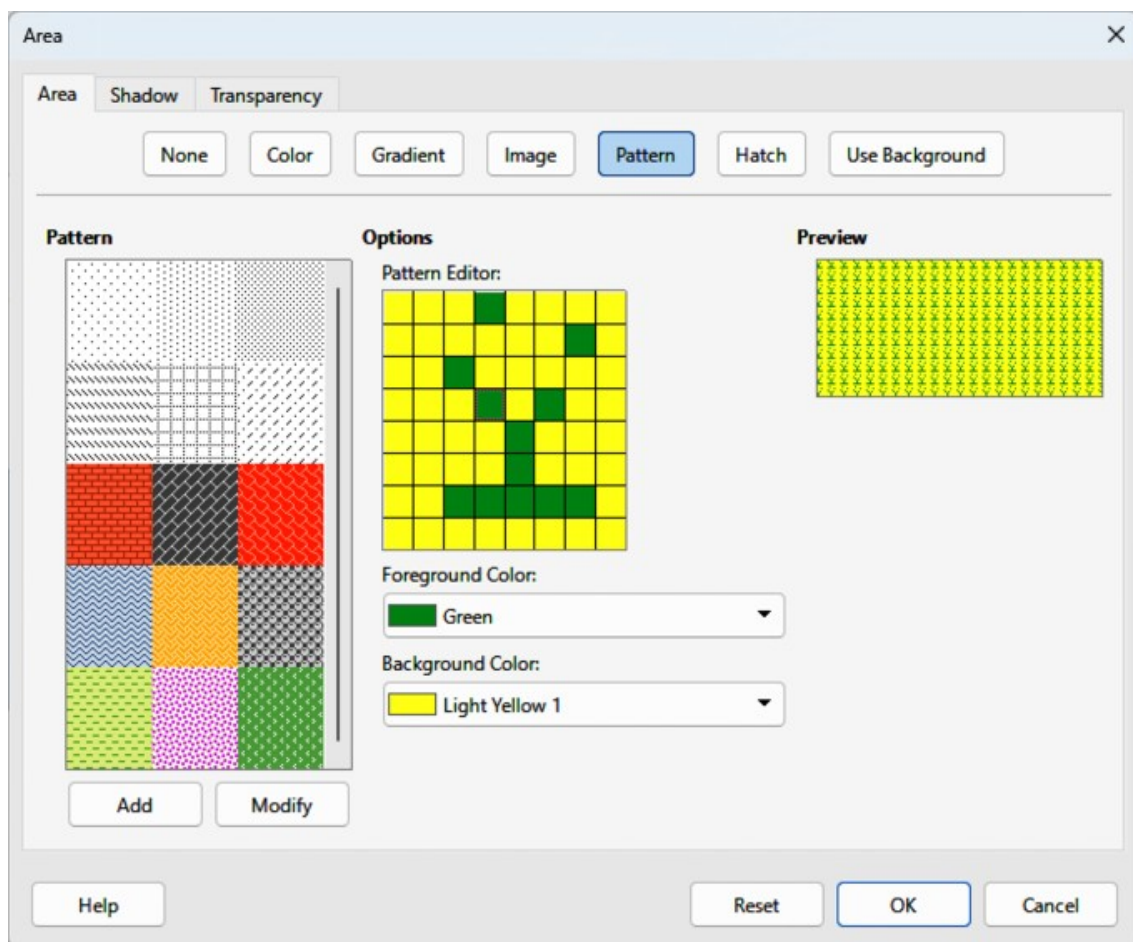 Area
Area Shadow Transparency
None Color Gradient Image Pattern Hatch Use Background
Pattern Options Preview
Pattern Editor:
Foreground Color:
Green
Background Color:
Light Yellow 1
Add Modify
Help Reset OK Cancel